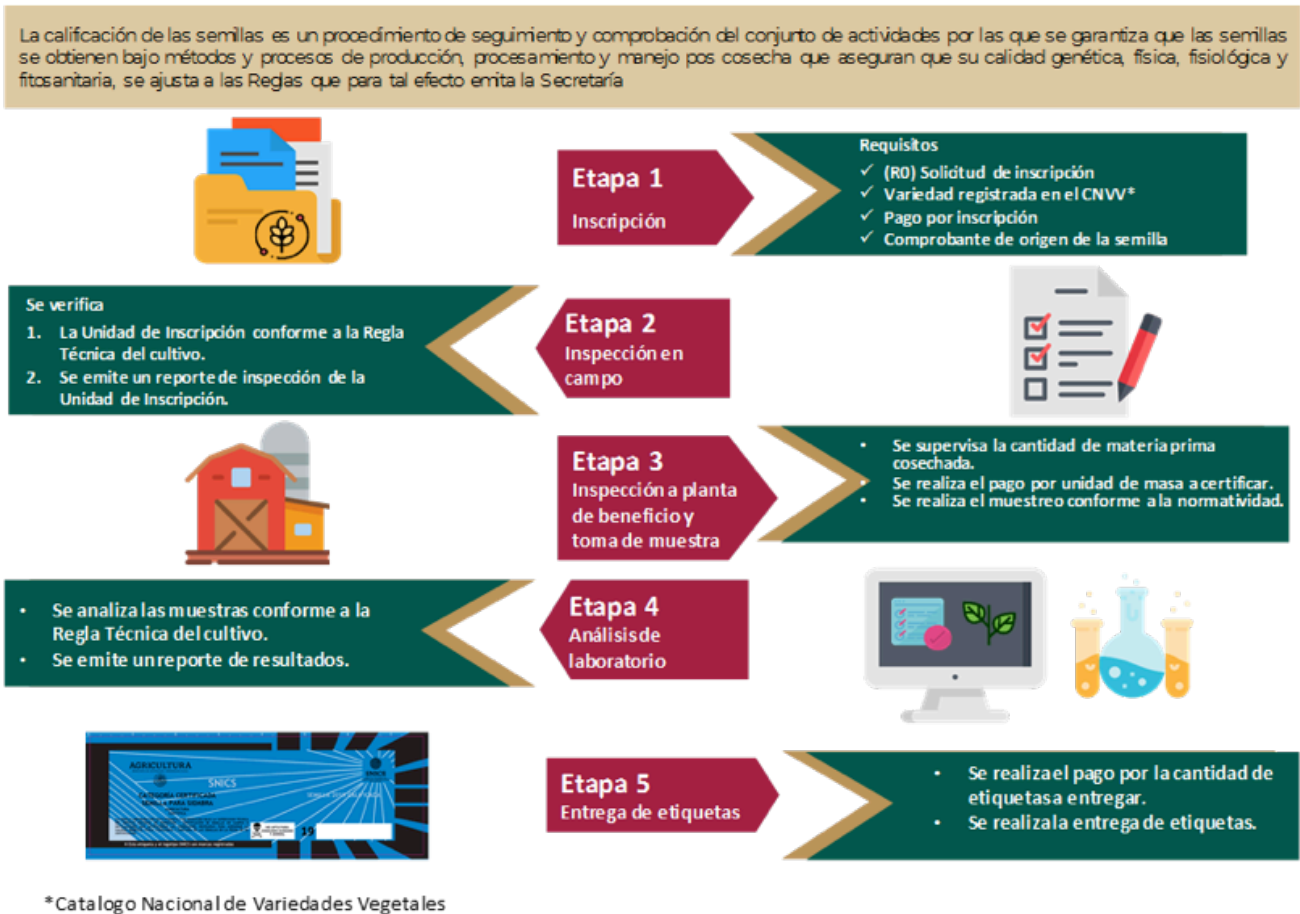 La calificación de las semillas es un procedimiento de seguimiento y comprobación del conjunto de actividades por las que se garantiza que las semillas
se obtienen bajo métodos y procesos de producción, procesamiento y manejo pos cosecha que aseguran que su calidad genética, física, fisiológica y
fitosanitaria, se ajusta a las Reglas que para tal efecto emita la Secretaría
Etapa 1
Inscripción
Requisitos
✓ (R0) Solicitud de inscripción
✓ Variedad registrada en el CNVV*
✓ Pago por inscripción
✓ Comprobante de origen de la semilla
Etapa 2
Inspección en
campo
Se verifica
1. La Unidad de Inscripción conforme a la Regla
Técnica del cultivo.
2. Se emite un reporte de inspección de la
Unidad de Inscripción.
Etapa 3
Inspección a planta
de beneficio y
toma de muestra
• Se supervisa la cantidad de materia prima
cosechada.
• Se realiza el pago por unidad de masa a certificar.
• Se realiza el muestreo conforme a la normatividad.
Etapa 4
Análisis de
laboratorio
• Se analiza las muestras conforme a la
Regla Técnica del cultivo.
• Se emite un reporte de resultados.
AGRICULTURA
SNICS
SNICS
CATEGORÍA CERTIFICADA
SEMILLA PARA SIEMBRA
19
Etapa 5
Entrega de etiquetas
• Se realiza el pago por la cantidad de
etiquetas a entregar.
• Se realiza la entrega de etiquetas.
*Catalogo Nacional de Variedades Vegetales